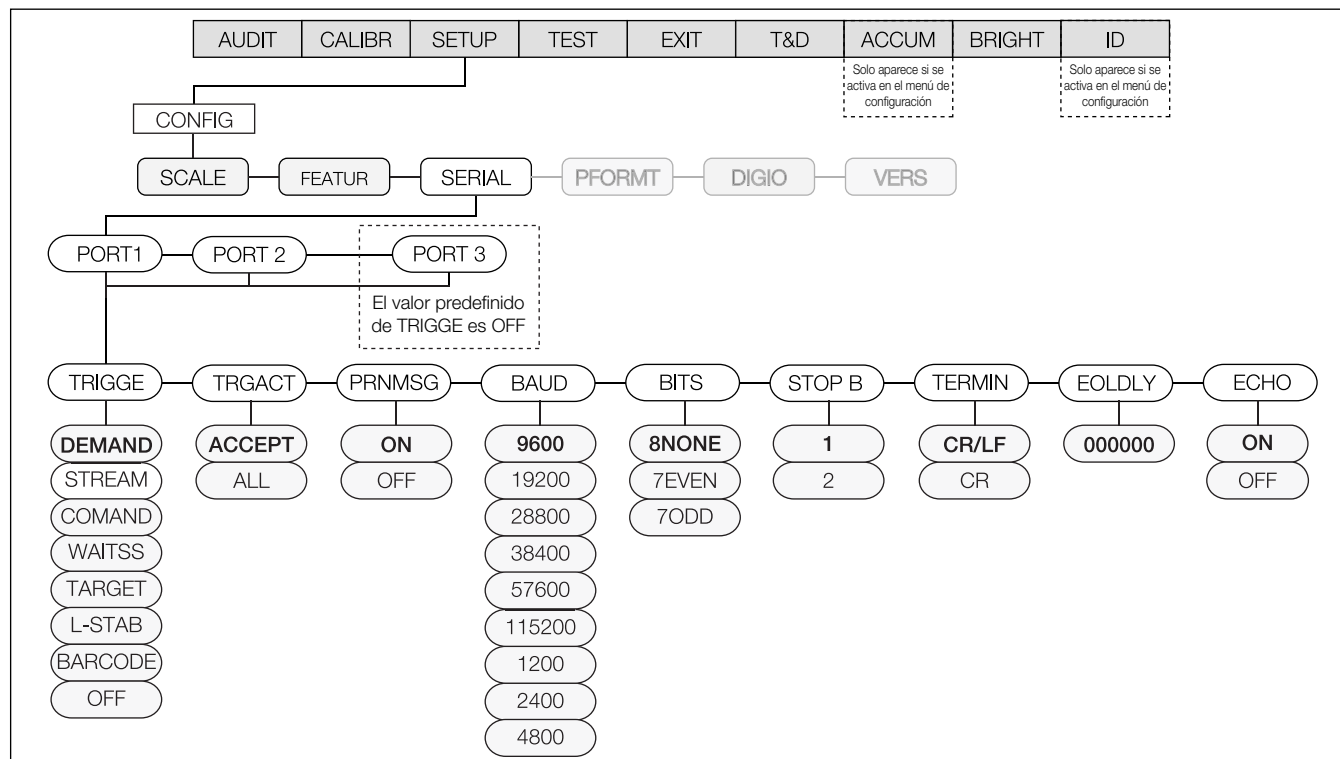 AUDIT CALIBR SETUP TEST EXIT T&D ACCUM BRIGHT ID
Solo aparece si se
activa en el menú de
configuración
Solo aparece si se
activa en el menú de
configuración
CONFIG
SCALE FEATUR SERIAL PFORMT DIGIO VERS
PORT1 PORT 2 PORT 3
El valor predefinido
de TRIGGE es OFF
TRIGGE TRGACT PRNMSG BAUD BITS STOP B TERMIN EOLDLY ECHO
DEMAND ACCEPT ON 9600 8NONE 1 CR/LF 000000 ON
STREAM ALL OFF 19200 7EVEN 2 CR OFF
COMAND 28800 7ODD
WAITSS 38400
TARGET 57600
L-STAB 115200
BARCODE 1200
OFF 2400
4800